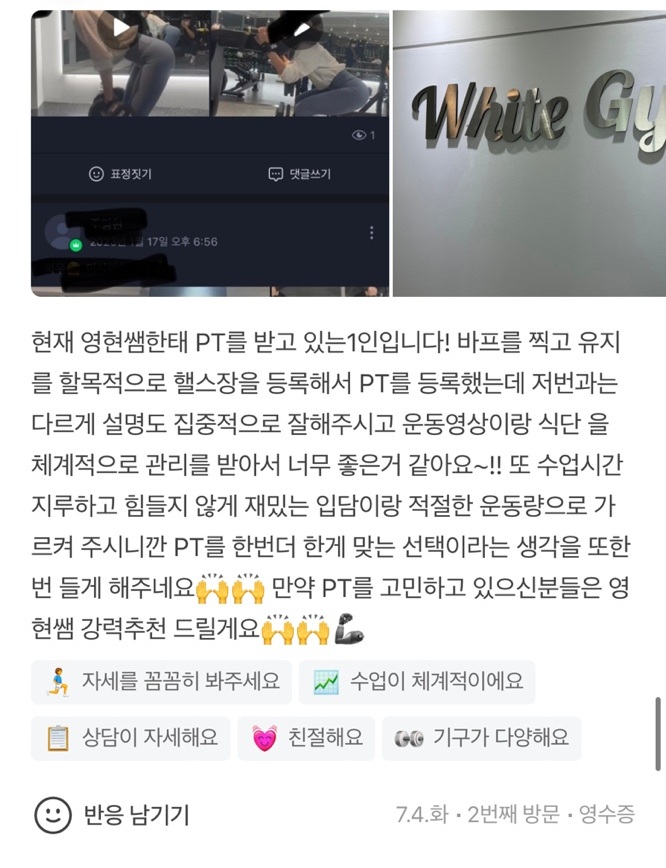 White Gy
1
표정짓기
댓글쓰기
17일 오후 6:56
현재 영현쌤한태 PT를 받고 있는1인입니다! 바프를 찍고 유지
를 할목적으로 핼스장을 등록해서 PT를 등록했는데 저번과는
다르게 설명도 집중적으로 잘해주시고 운동영상이랑 식단 을
체계적으로 관리를 받아서 너무 좋은거 같아요~!! 또 수업시간
지루하고 힘들지 않게 재밌는 입담이랑 적절한 운동량으로 가
르켜 주시니깐 PT를 한번더 한게 맞는 선택이라는 생각을 또한
번 들게 해주네요🙌🙌 만약 PT를 고민하고 있으신분들은 영
현쌤 강력추천 드릴게요🙌🙌🦾
자세를 꼼꼼히 봐주세요
수업이 체계적이에요
상담이 자세해요
친절해요
기구가 다양해요
반응 남기기
7.4.화 · 2번째 방문 · 영수증